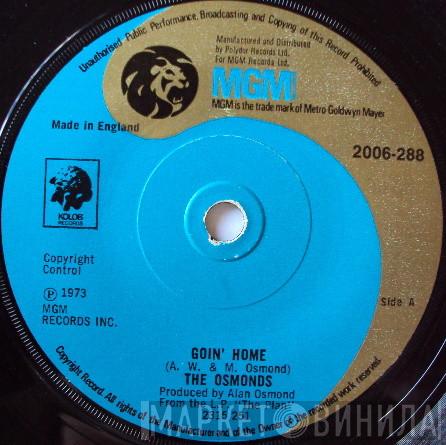 Unauthorised Public Performance, Broadcasting and Copying of this Record Prohibited
Manufactured and Distributed
by Polydor Records Ltd.
For MGM Records Ltd.
MGM
MGM is the trade mark of Metro Goldwyn Mayer
Made in England
2006-288
KOLOB
RECORDS
Copyright
Control
Ⓟ 1973
MGM
RECORDS INC.
Side A
GOIN' HOME
(A. W. & M. Osmond)
THE OSMONDS
Produced by Alan Osmond
From the L.P. "The Plan"
2315 251
Copyright Record. All rights of the Manufacturer and of the Owner of the recorded work reserved.
МАРКЕТ ВИНИЛА